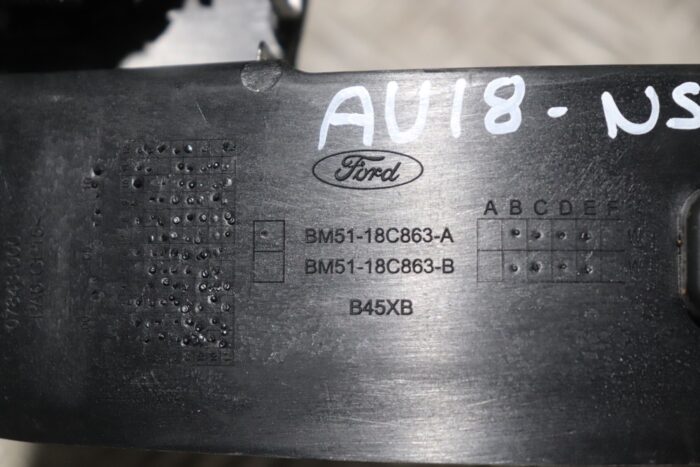 AU18-NS
Ford
A B C D E F
BM51-18C863-A
BM51-18C863-B
B45XB